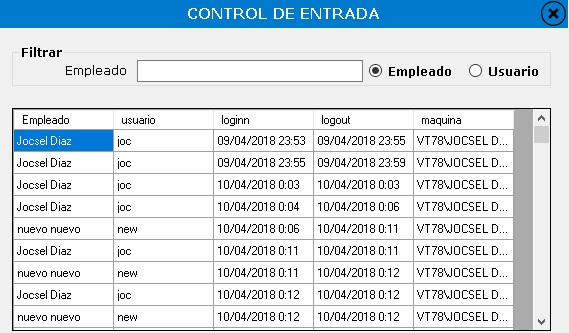 CONTROL DE ENTRADA
Filtrar
Empleado Empleado Usuario
Empleado usuario loginn logout maquina
Jocsel Diaz joc 09/04/2018 23:53 09/04/2018 23:55 VT78\JOCSEL D...
Jocsel Diaz joc 09/04/2018 23:55 09/04/2018 23:59 VT78\JOCSEL D...
Jocsel Diaz joc 10/04/2018 0:03 10/04/2018 0:03 VT78\JOCSEL D...
Jocsel Diaz joc 10/04/2018 0:04 10/04/2018 0:06 VT78\JOCSEL D...
nuevo nuevo new 10/04/2018 0:06 10/04/2018 0:11 VT78\JOCSEL D...
Jocsel Diaz joc 10/04/2018 0:11 10/04/2018 0:11 VT78\JOCSEL D...
nuevo nuevo new 10/04/2018 0:11 10/04/2018 0:12 VT78\JOCSEL D...
Jocsel Diaz joc 10/04/2018 0:12 10/04/2018 0:12 VT78\JOCSEL D...
nuevo nuevo new 10/04/2018 0:12 10/04/2018 0:12 VT78\JOCSEL D...